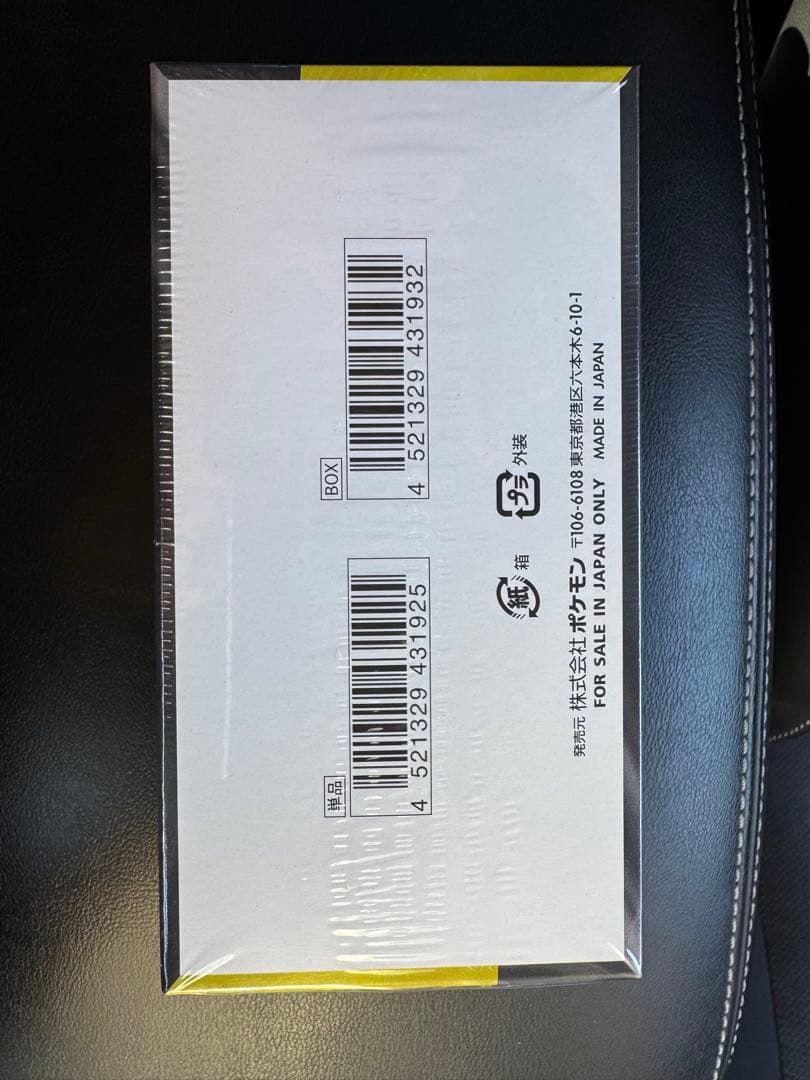 単品
4 521329 431925
BOX
4 521329 431932
紙 箱
プラ 外装
発売元 株式会社 ポケモン 〒106-6108 東京都港区六本木6-10-1
FOR SALE IN JAPAN ONLY MADE IN JAPAN